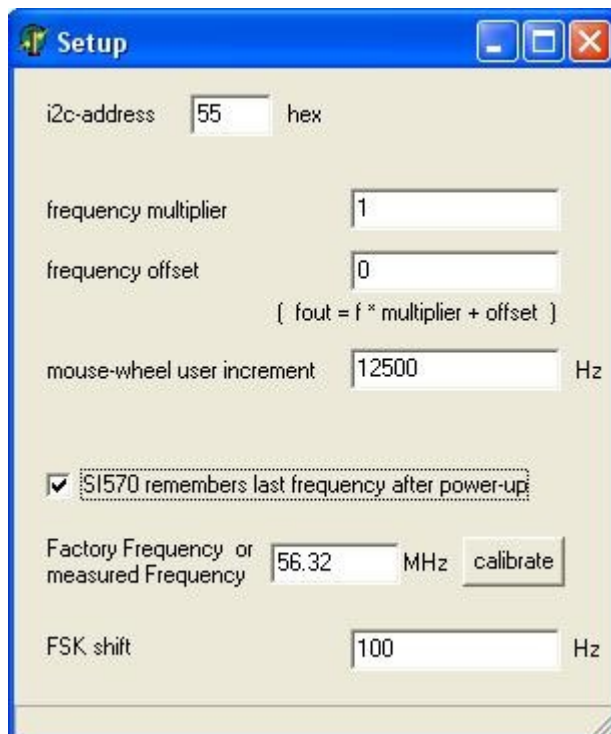 Setup
i2c-address 55 hex
frequency multiplier 1
frequency offset 0
( fout = f * multiplier + offset )
mouse-wheel user increment 12500 Hz
SI570 remembers last frequency after power-up
Factory Frequency or
measured Frequency 56.32 MHz calibrate
FSK shift 100 Hz